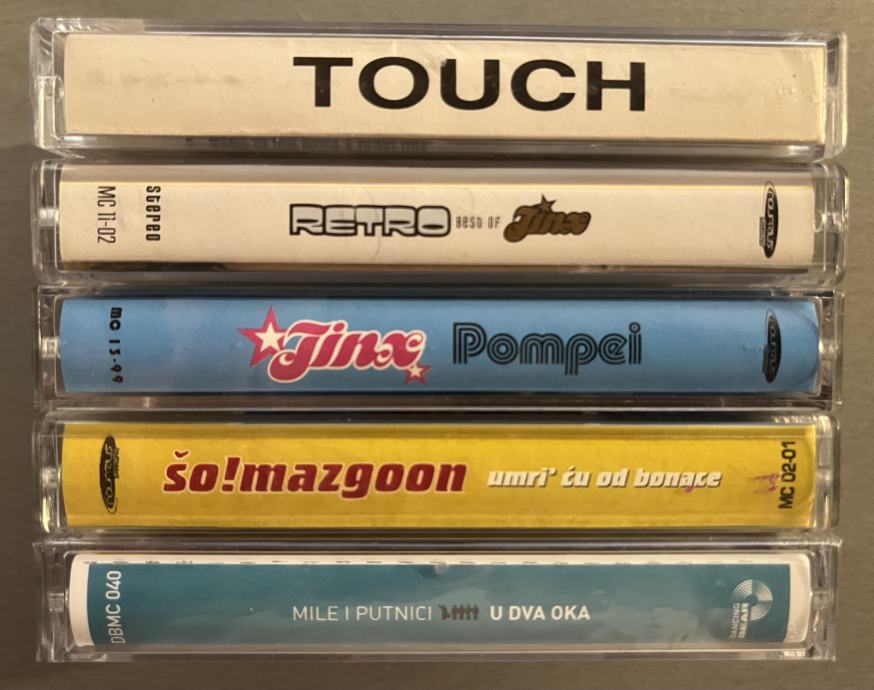 TOUCH
MC 11-02 STEREO RETRO BEST OF Jinx
MC 13-99 Jinx Pompei
šo!mazgoon umri' ću od bonace MC 02-01
DBMC 040 MILE I PUTNICI U DVA OKA DANCING BEAR